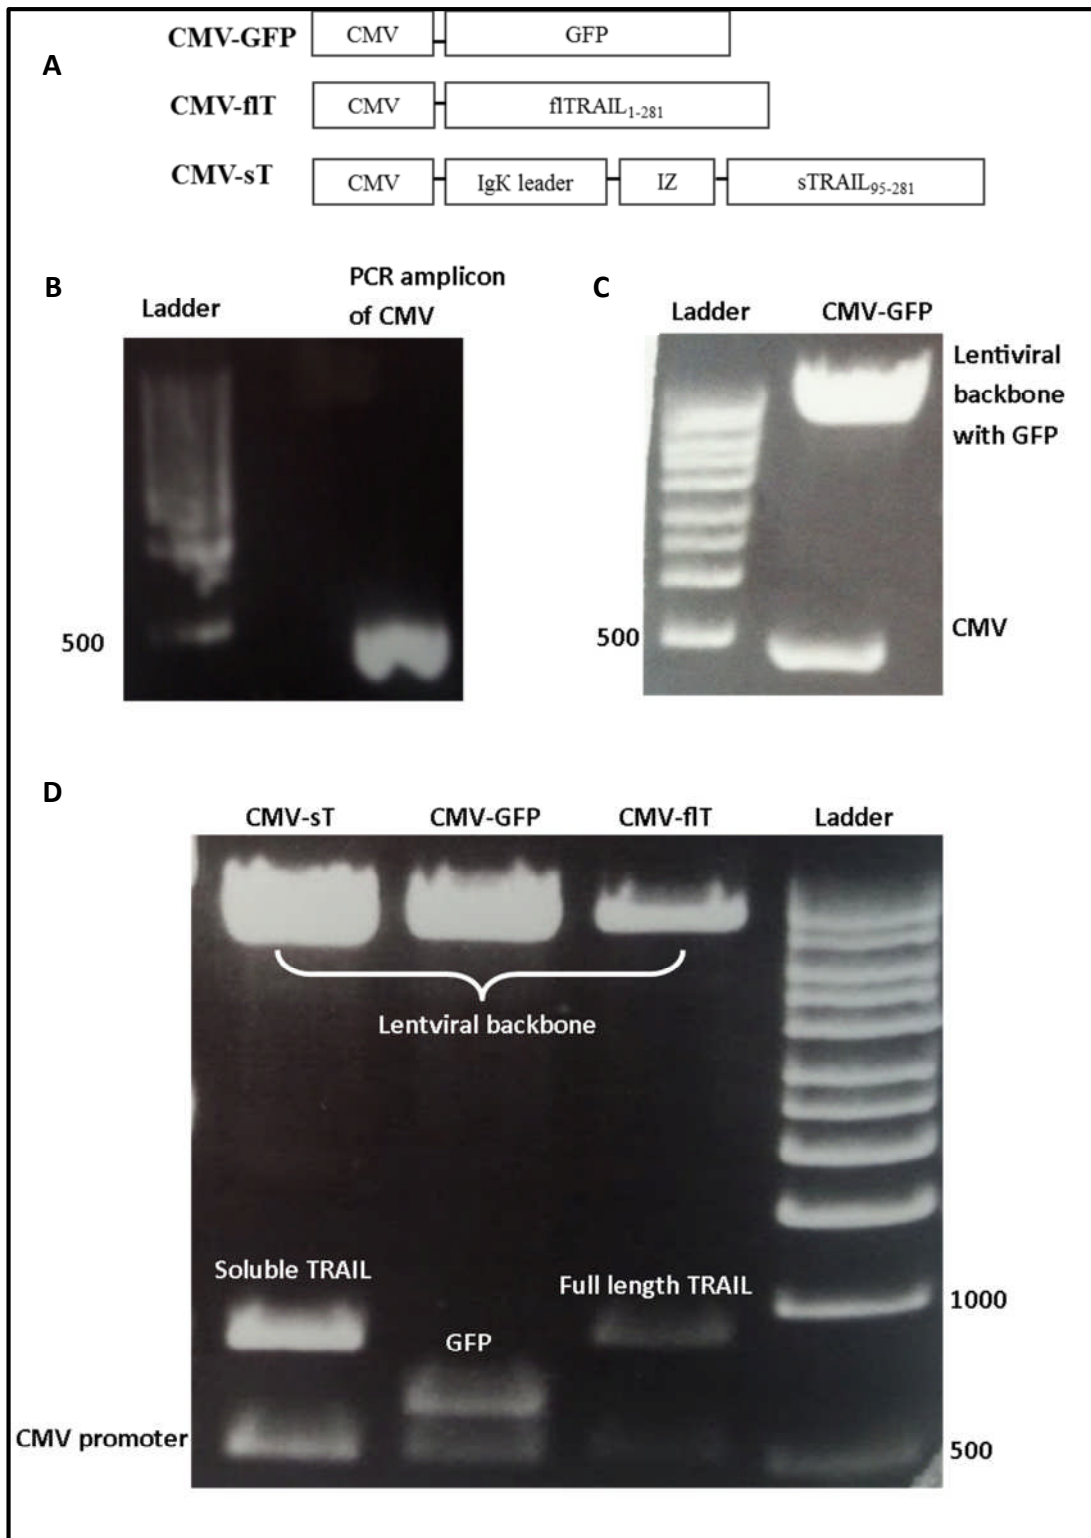 A
CMV-GFP CMV GFP
CMV-flT CMV flTRAIL1-281
CMV-sT CMV IgK leader IZ sTRAIL95-281
B
Ladder
PCR amplicon
of CMV
500
C
Ladder CMV-GFP
Lentiviral
backbone
with GFP
500
CMV
D
CMV-sT CMV-GFP CMV-flT Ladder
Lentviral backbone
Soluble TRAIL
Full length TRAIL
1000
GFP
CMV promoter
500